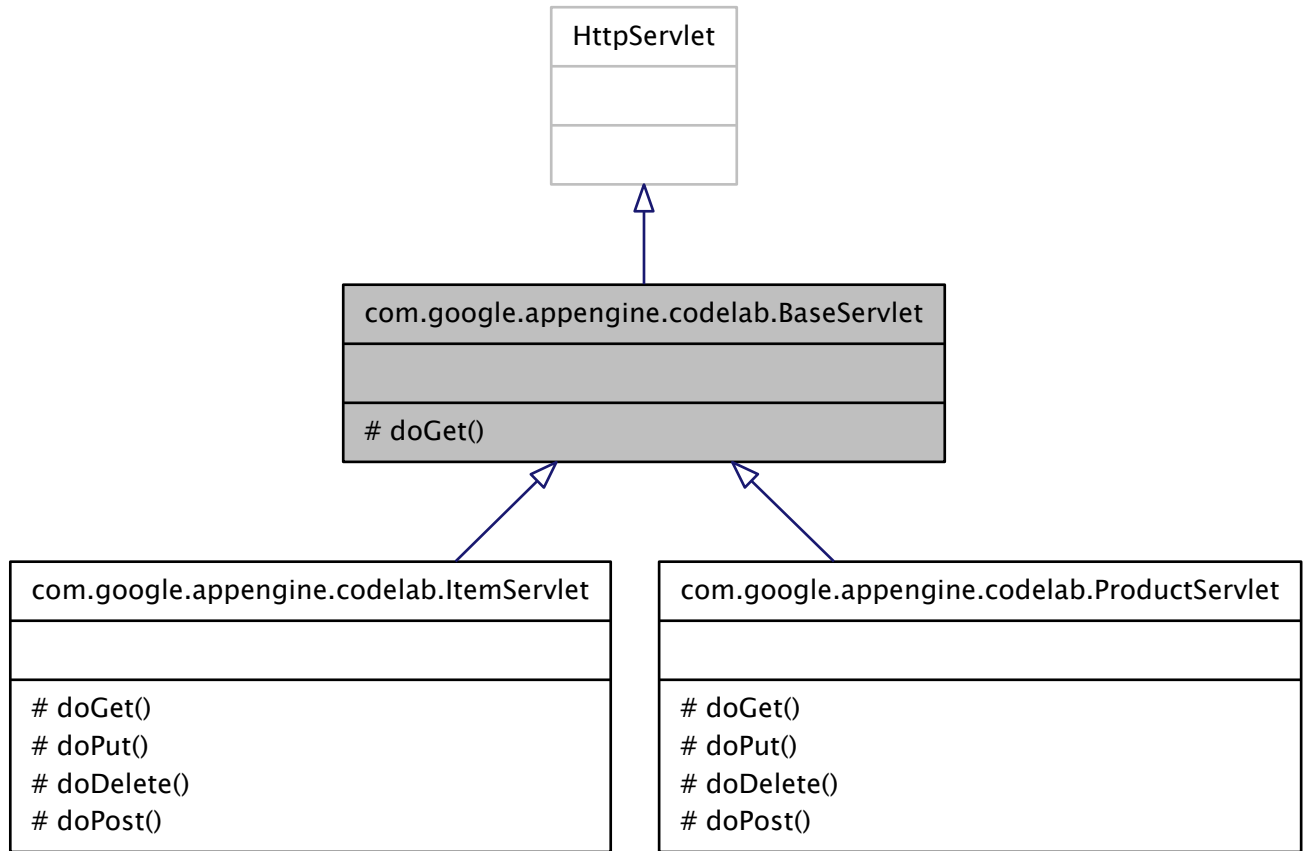 HttpServlet
com.google.appengine.codelab.BaseServlet
# doGet()
com.google.appengine.codelab.ItemServlet
# doGet()
# doPut()
# doDelete()
# doPost()
com.google.appengine.codelab.ProductServlet
# doGet()
# doPut()
# doDelete()
# doPost()